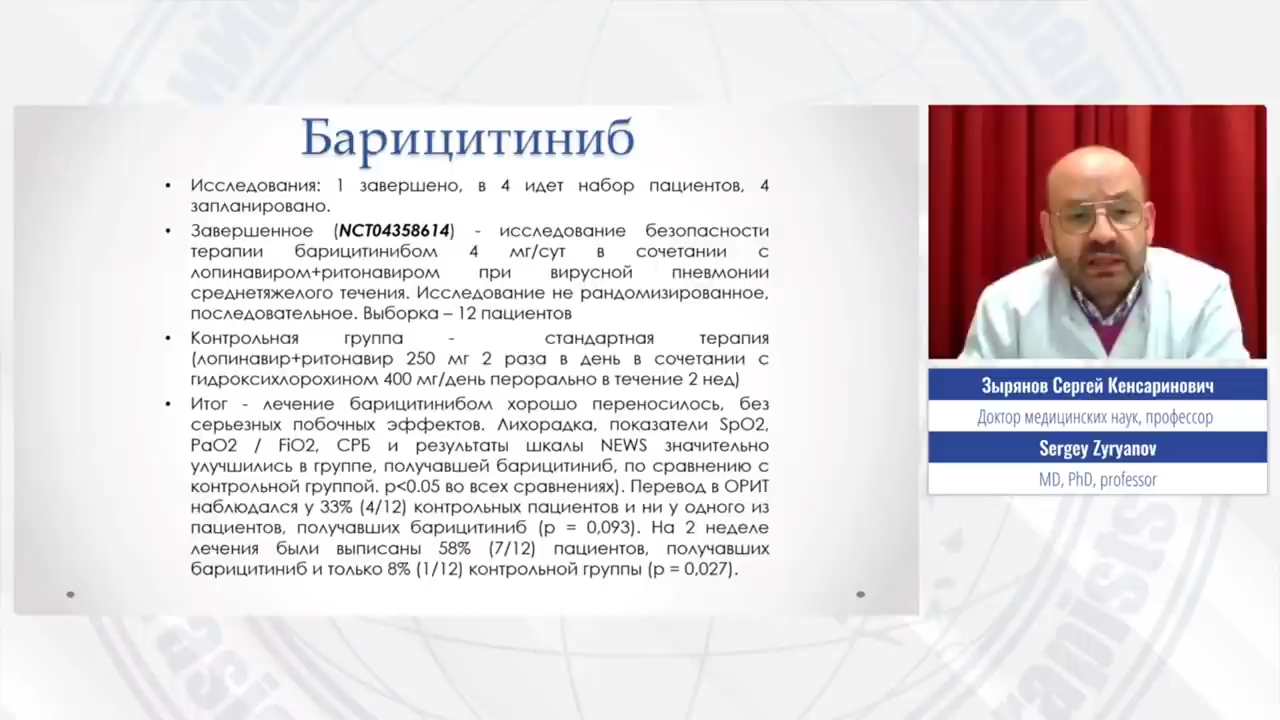 Барицитиниб
• Исследования: 1 завершено, в 4 идет набор пациентов, 4
запланировано.
• Завершенное (NCT04358614) - исследование безопасности
терапии барицитинибом 4 мг/сут в сочетании с
лопинавиром+ритонавиром при вирусной пневмонии
среднетяжелого течения. Исследование не рандомизированное,
последовательное. Выборка – 12 пациентов
• Контрольная группа - стандартная терапия
(лопинавир+ритонавир 250 мг 2 раза в день в сочетании с
гидроксихлорохином 400 мг/день перорально в течение 2 нед)
• Итог - лечение барицитинибом хорошо переносилось, без
серьезных побочных эффектов. Лихорадка, показатели SpO2,
PaO2 / FiO2, СРБ и результаты шкалы NEWS значительно
улучшились в группе, получавшей барицитиниб, по сравнению с
контрольной группой. p<0.05 во всех сравнениях). Перевод в ОРИТ
наблюдался у 33% (4/12) контрольных пациентов и ни у одного из
пациентов, получавших барицитиниб (p = 0,093). На 2 неделе
лечения были выписаны 58% (7/12) пациентов, получавших
барицитиниб и только 8% (1/12) контрольной группы (p = 0,027).
Зырянов Сергей Кенсаринович
Доктор медицинских наук, профессор
Sergey Zyryanov
MD, PhD, professor